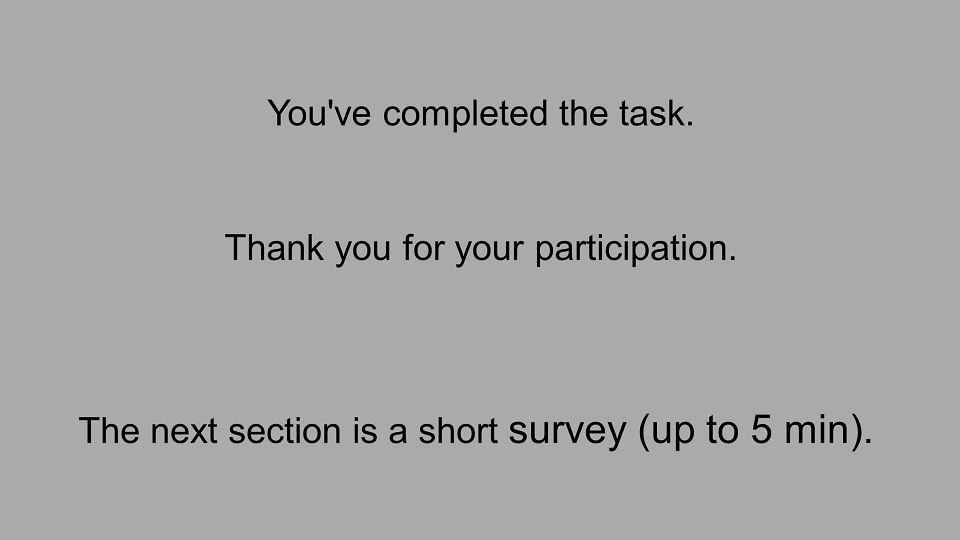 You've completed the task.
Thank you for your participation.
The next section is a short survey (up to 5 min).